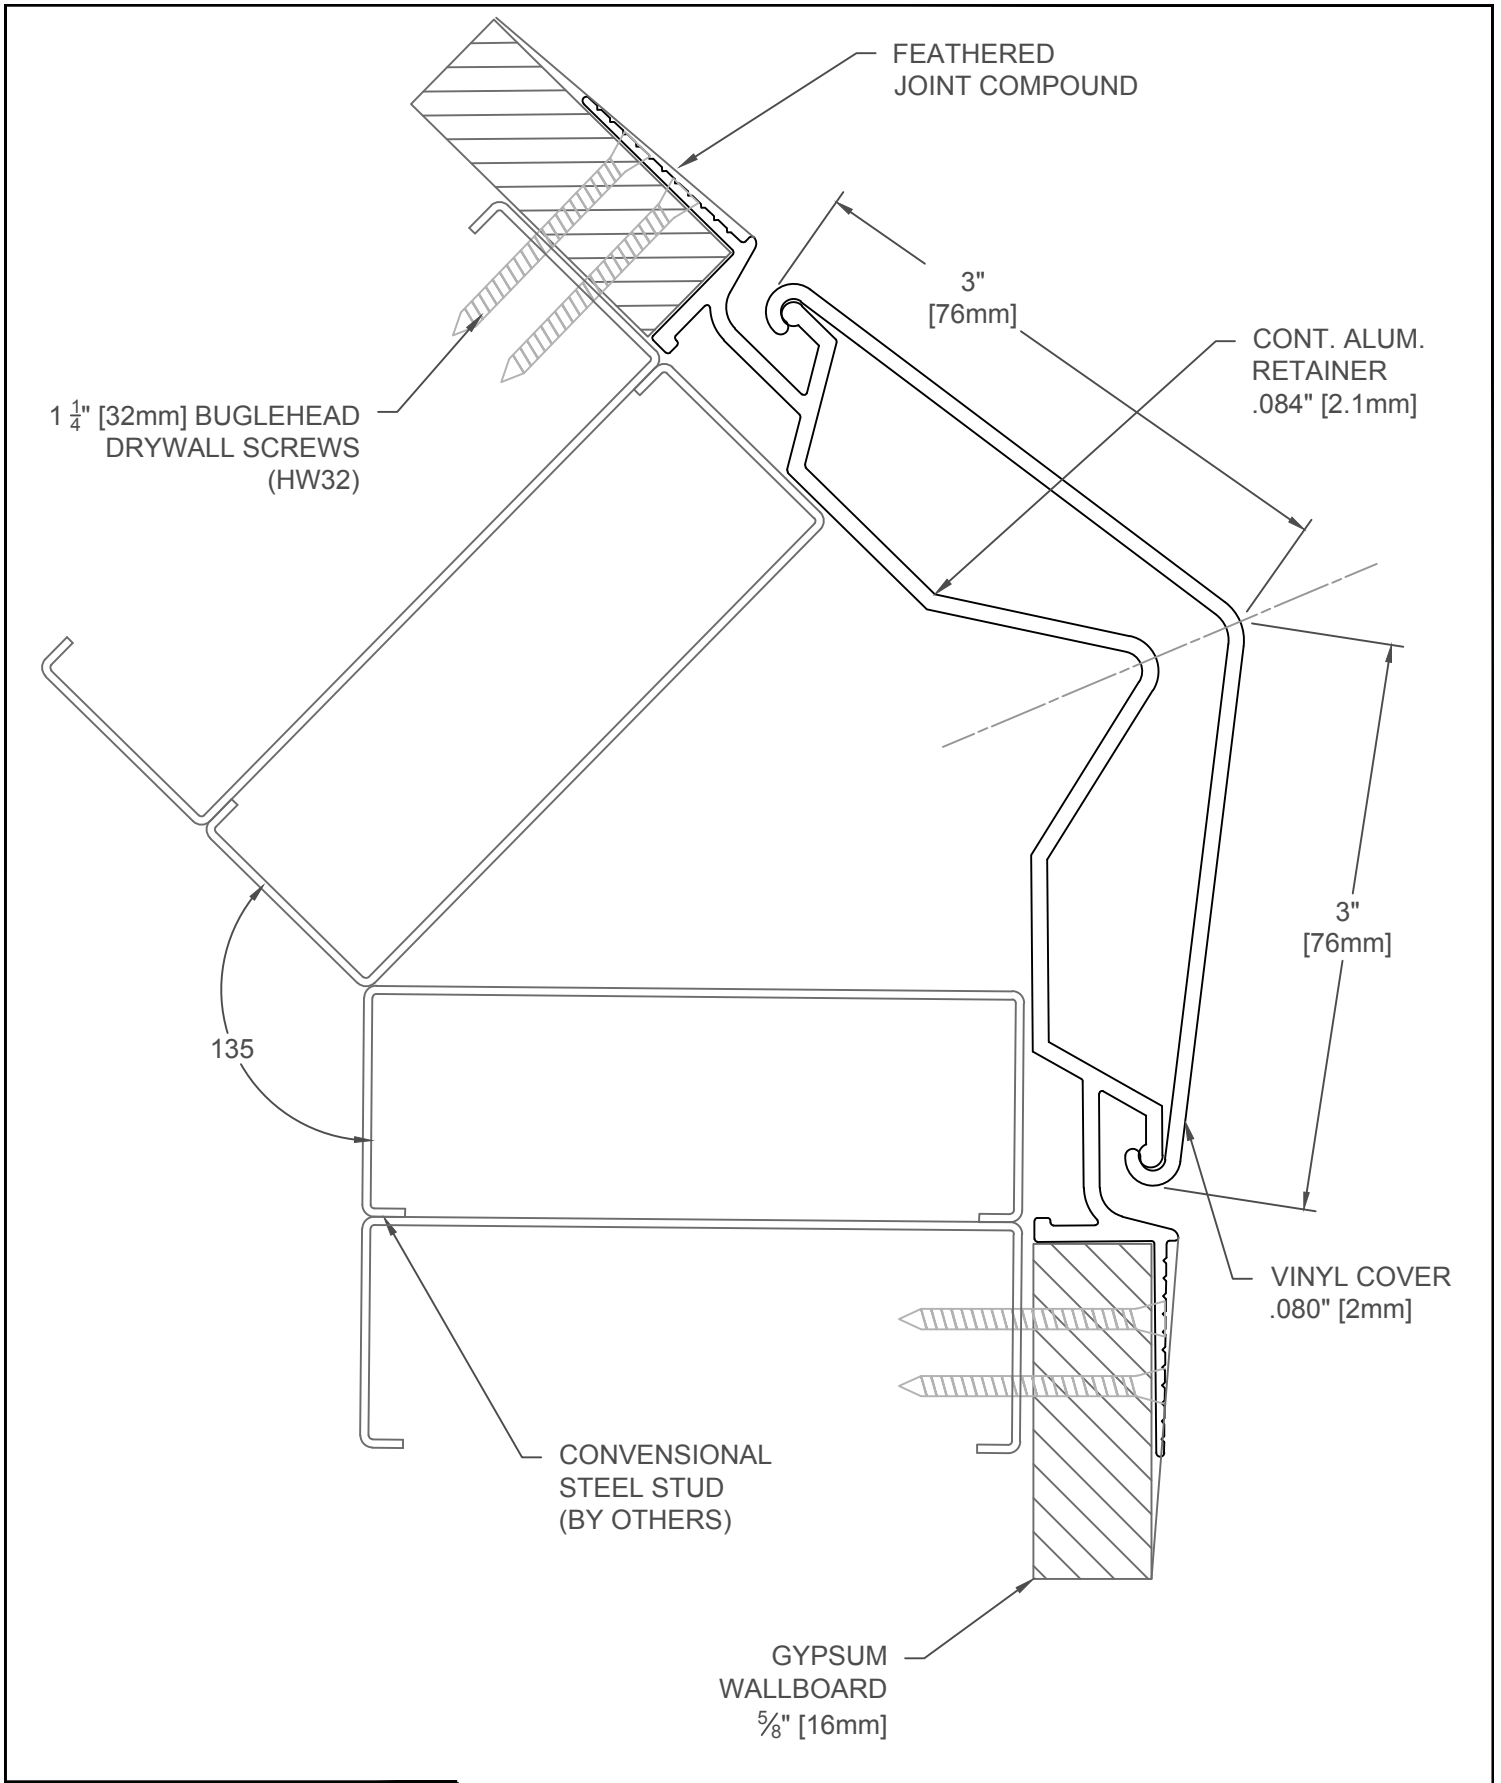 FEATHERED
JOINT COMPOUND
3"
[76mm]
CONT. ALUM.
RETAINER
.084" [2.1mm]
1 1/4" [32mm] BUGLEHEAD
DRYWALL SCREWS
(HW32)
3"
[76mm]
135
VINYL COVER
.080" [2mm]
CONVENSIONAL
STEEL STUD
(BY OTHERS)
GYPSUM
WALLBOARD
5/8" [16mm]